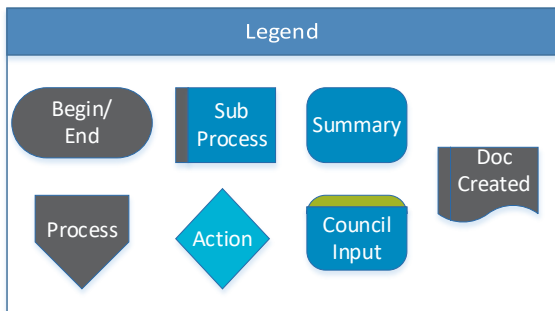 Legend
Begin/
End
Sub
Process
Summary
Doc
Created
Process
Action
Council
Input